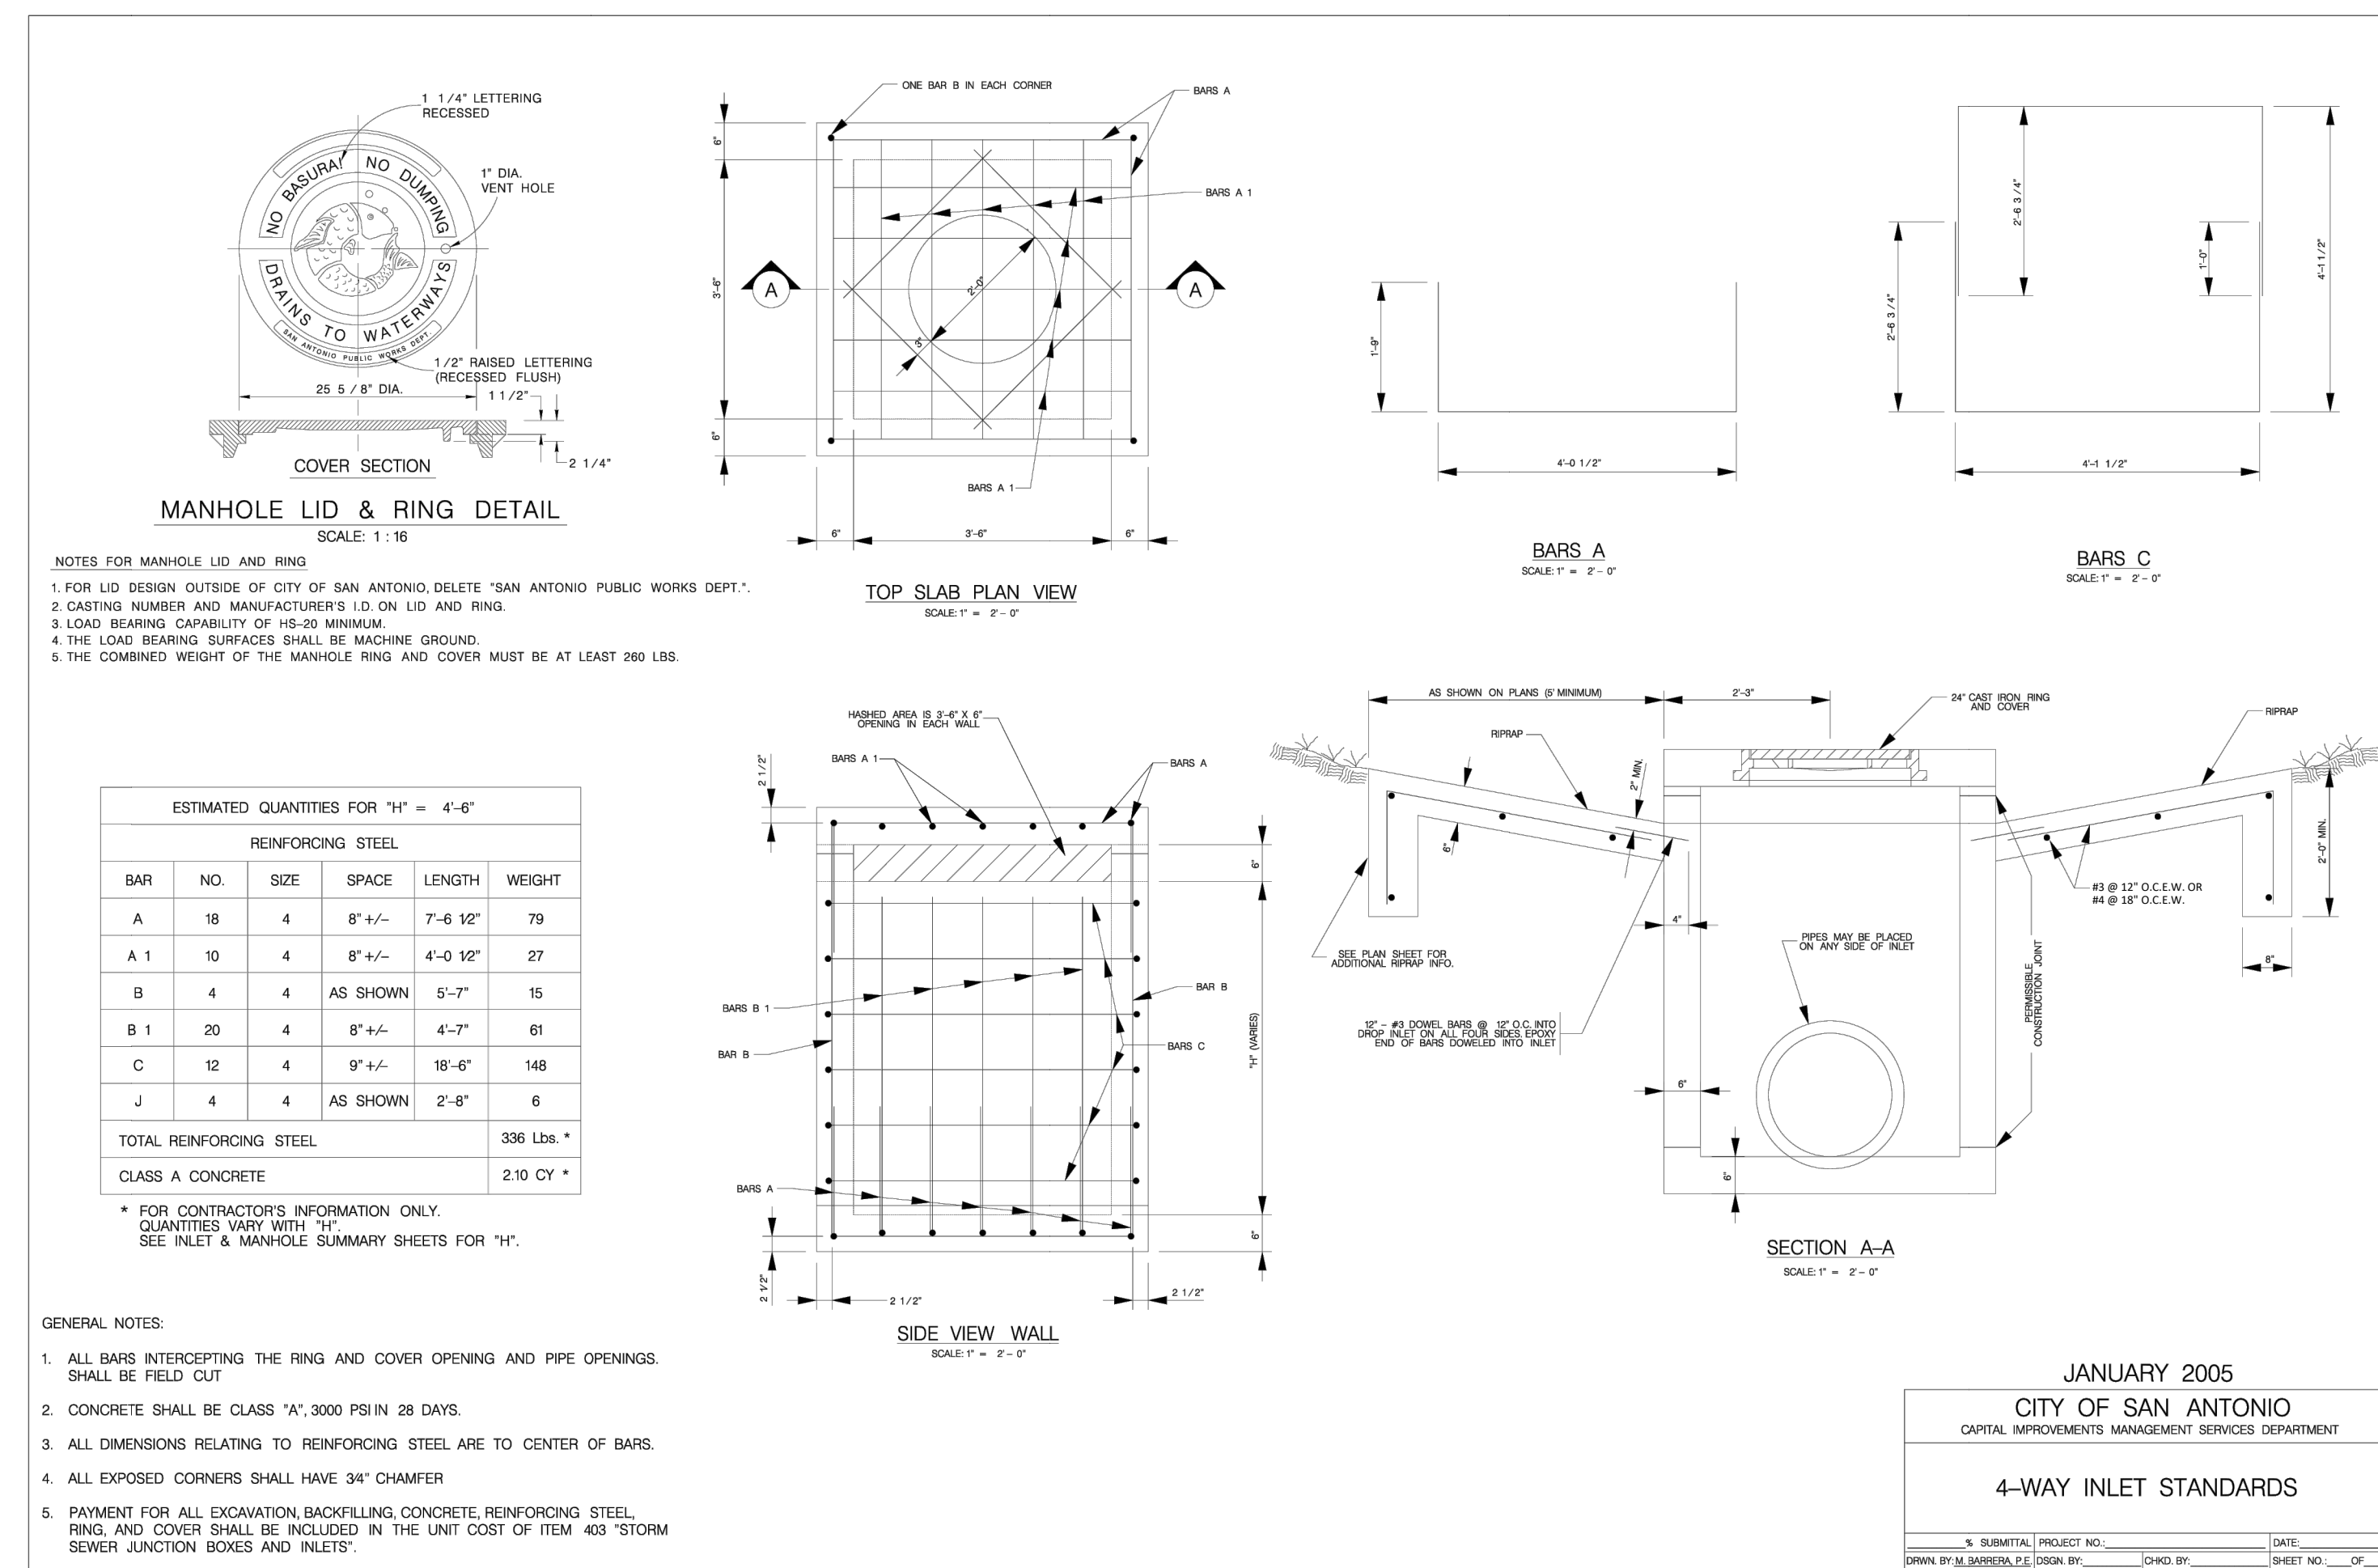 1 1/4" LETTERING
RECESSED
NO BASURA! NO DUMPING
DRAINS TO WATERWAYS
SAN ANTONIO PUBLIC WORKS DEPT.
1" DIA.
VENT HOLE
1/2" RAISED LETTERING
(RECESSED FLUSH)
25 5/8" DIA.
1 1/2"
2 1/4"
COVER SECTION
MANHOLE LID & RING DETAIL
SCALE: 1 : 16
NOTES FOR MANHOLE LID AND RING
1. FOR LID DESIGN OUTSIDE OF CITY OF SAN ANTONIO, DELETE "SAN ANTONIO PUBLIC WORKS DEPT.".
2. CASTING NUMBER AND MANUFACTURER'S I.D. ON LID AND RING.
3. LOAD BEARING CAPABILITY OF HS-20 MINIMUM.
4. THE LOAD BEARING SURFACES SHALL BE MACHINE GROUND.
5. THE COMBINED WEIGHT OF THE MANHOLE RING AND COVER MUST BE AT LEAST 260 LBS.
ONE BAR B IN EACH CORNER
BARS A
BARS A 1
6"
3'-6"
6"
A
A
2'-0"
3"
BARS A 1
6"
3'-6"
6"
TOP SLAB PLAN VIEW
SCALE: 1" = 2'- 0"
1'-9"
4'-0 1/2"
BARS A
SCALE: 1" = 2'- 0"
2'-6 3/4"
2'-6 3/4"
1'-0"
4'-1 1/2"
4'-1 1/2"
BARS C
SCALE: 1" = 2'- 0"
ESTIMATED QUANTITIES FOR "H" = 4'-6"
REINFORCING STEEL
BAR NO. SIZE SPACE LENGTH WEIGHT
A 18 4 8" +/- 7'-6 1/2" 79
A 1 10 4 8" +/- 4'-0 1/2" 27
B 4 4 AS SHOWN 5'-7" 15
B 1 20 4 8" +/- 4'-7" 61
C 12 4 9" +/- 18'-6" 148
J 4 4 AS SHOWN 2'-8" 6
TOTAL REINFORCING STEEL 336 Lbs. *
CLASS A CONCRETE 2.10 CY *
* FOR CONTRACTOR'S INFORMATION ONLY.
QUANTITIES VARY WITH "H".
SEE INLET & MANHOLE SUMMARY SHEETS FOR "H".
GENERAL NOTES:
1. ALL BARS INTERCEPTING THE RING AND COVER OPENING AND PIPE OPENINGS.
SHALL BE FIELD CUT
2. CONCRETE SHALL BE CLASS "A", 3000 PSI IN 28 DAYS.
3. ALL DIMENSIONS RELATING TO REINFORCING STEEL ARE TO CENTER OF BARS.
4. ALL EXPOSED CORNERS SHALL HAVE 3/4" CHAMFER
5. PAYMENT FOR ALL EXCAVATION, BACKFILLING, CONCRETE, REINFORCING STEEL,
RING, AND COVER SHALL BE INCLUDED IN THE UNIT COST OF ITEM 403 "STORM
SEWER JUNCTION BOXES AND INLETS".
HASHED AREA IS 3'-6" X 6"
OPENING IN EACH WALL
BARS A 1
BARS A
2 1/2"
6"
BARS B 1
BAR B
BAR B
BARS C
"H" (VARIES)
BARS A
6"
2 1/2"
2 1/2"
2 1/2"
SIDE VIEW WALL
SCALE: 1" = 2'- 0"
AS SHOWN ON PLANS (5' MINIMUM)
2'-3"
24" CAST IRON RING
AND COVER
RIPRAP
RIPRAP
2" MIN.
6"
2'-0" MIN.
#3 @ 12" O.C.E.W. OR
#4 @ 18" O.C.E.W.
4"
PIPES MAY BE PLACED
ON ANY SIDE OF INLET
SEE PLAN SHEET FOR
ADDITIONAL RIPRAP INFO.
8"
PERMISSIBLE
CONSTRUCTION JOINT
12" - #3 DOWEL BARS @ 12" O.C. INTO
DROP INLET ON ALL FOUR SIDES. EPOXY
END OF BARS DOWELED INTO INLET
6"
6"
SECTION A-A
SCALE: 1" = 2'- 0"
JANUARY 2005
CITY OF SAN ANTONIO
CAPITAL IMPROVEMENTS MANAGEMENT SERVICES DEPARTMENT
4-WAY INLET STANDARDS
% SUBMITTAL PROJECT NO.: DATE:
DRWN. BY: M. BARRERA, P.E. DSGN. BY: CHKD. BY: SHEET NO.: OF